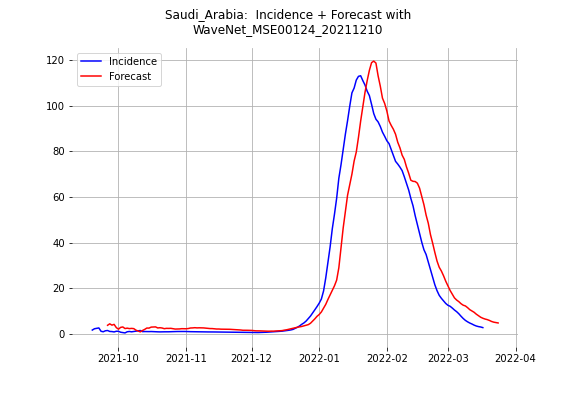 Saudi_Arabia:  Incidence + Forecast with
WaveNet_MSE00124_20211210
Incidence
Forecast
120
100
80
60
40
20
0
2021-10 2021-11 2021-12 2022-01 2022-02 2022-03 2022-04